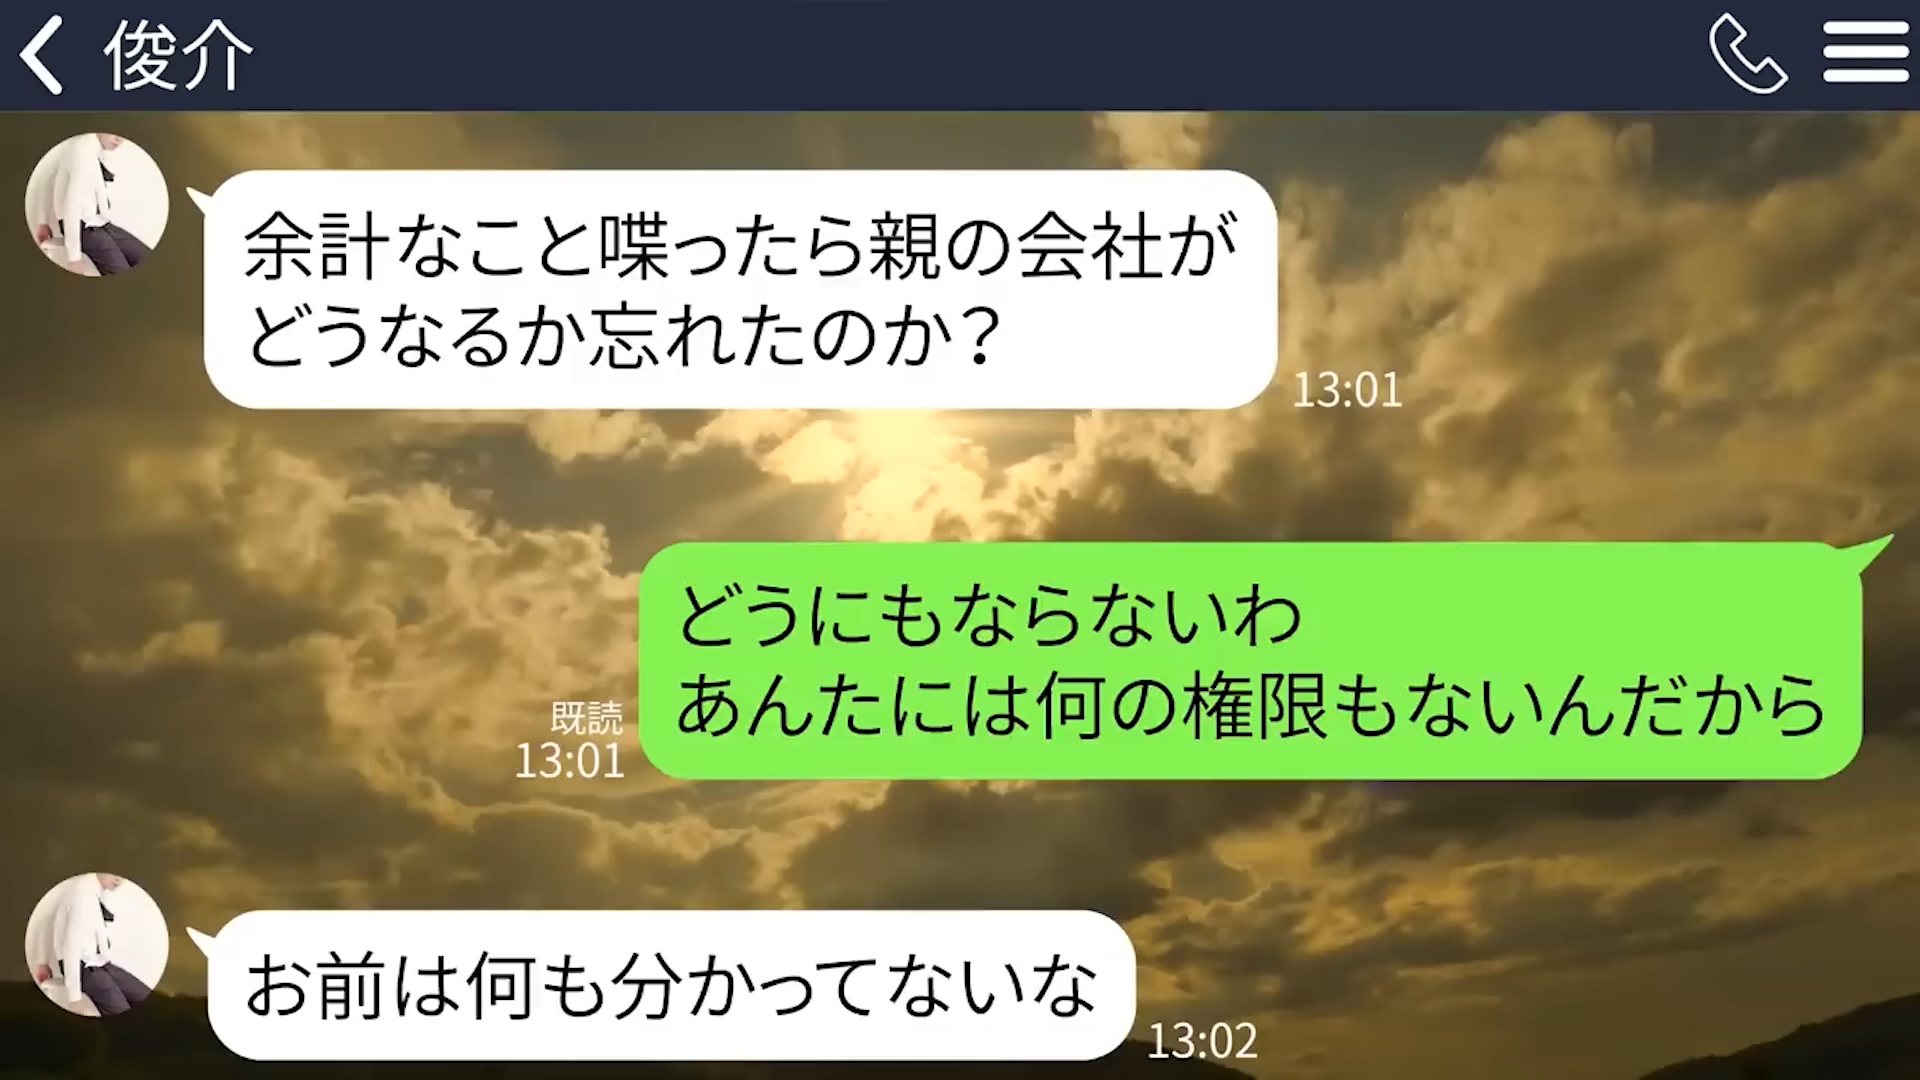 俊介
余計なこと喋ったら親の会社が
どうなるか忘れたのか？
13:01
どうにもならないわ
あんたには何の権限もないんだから
既読
13:01
お前は何も分かってないな
13:02